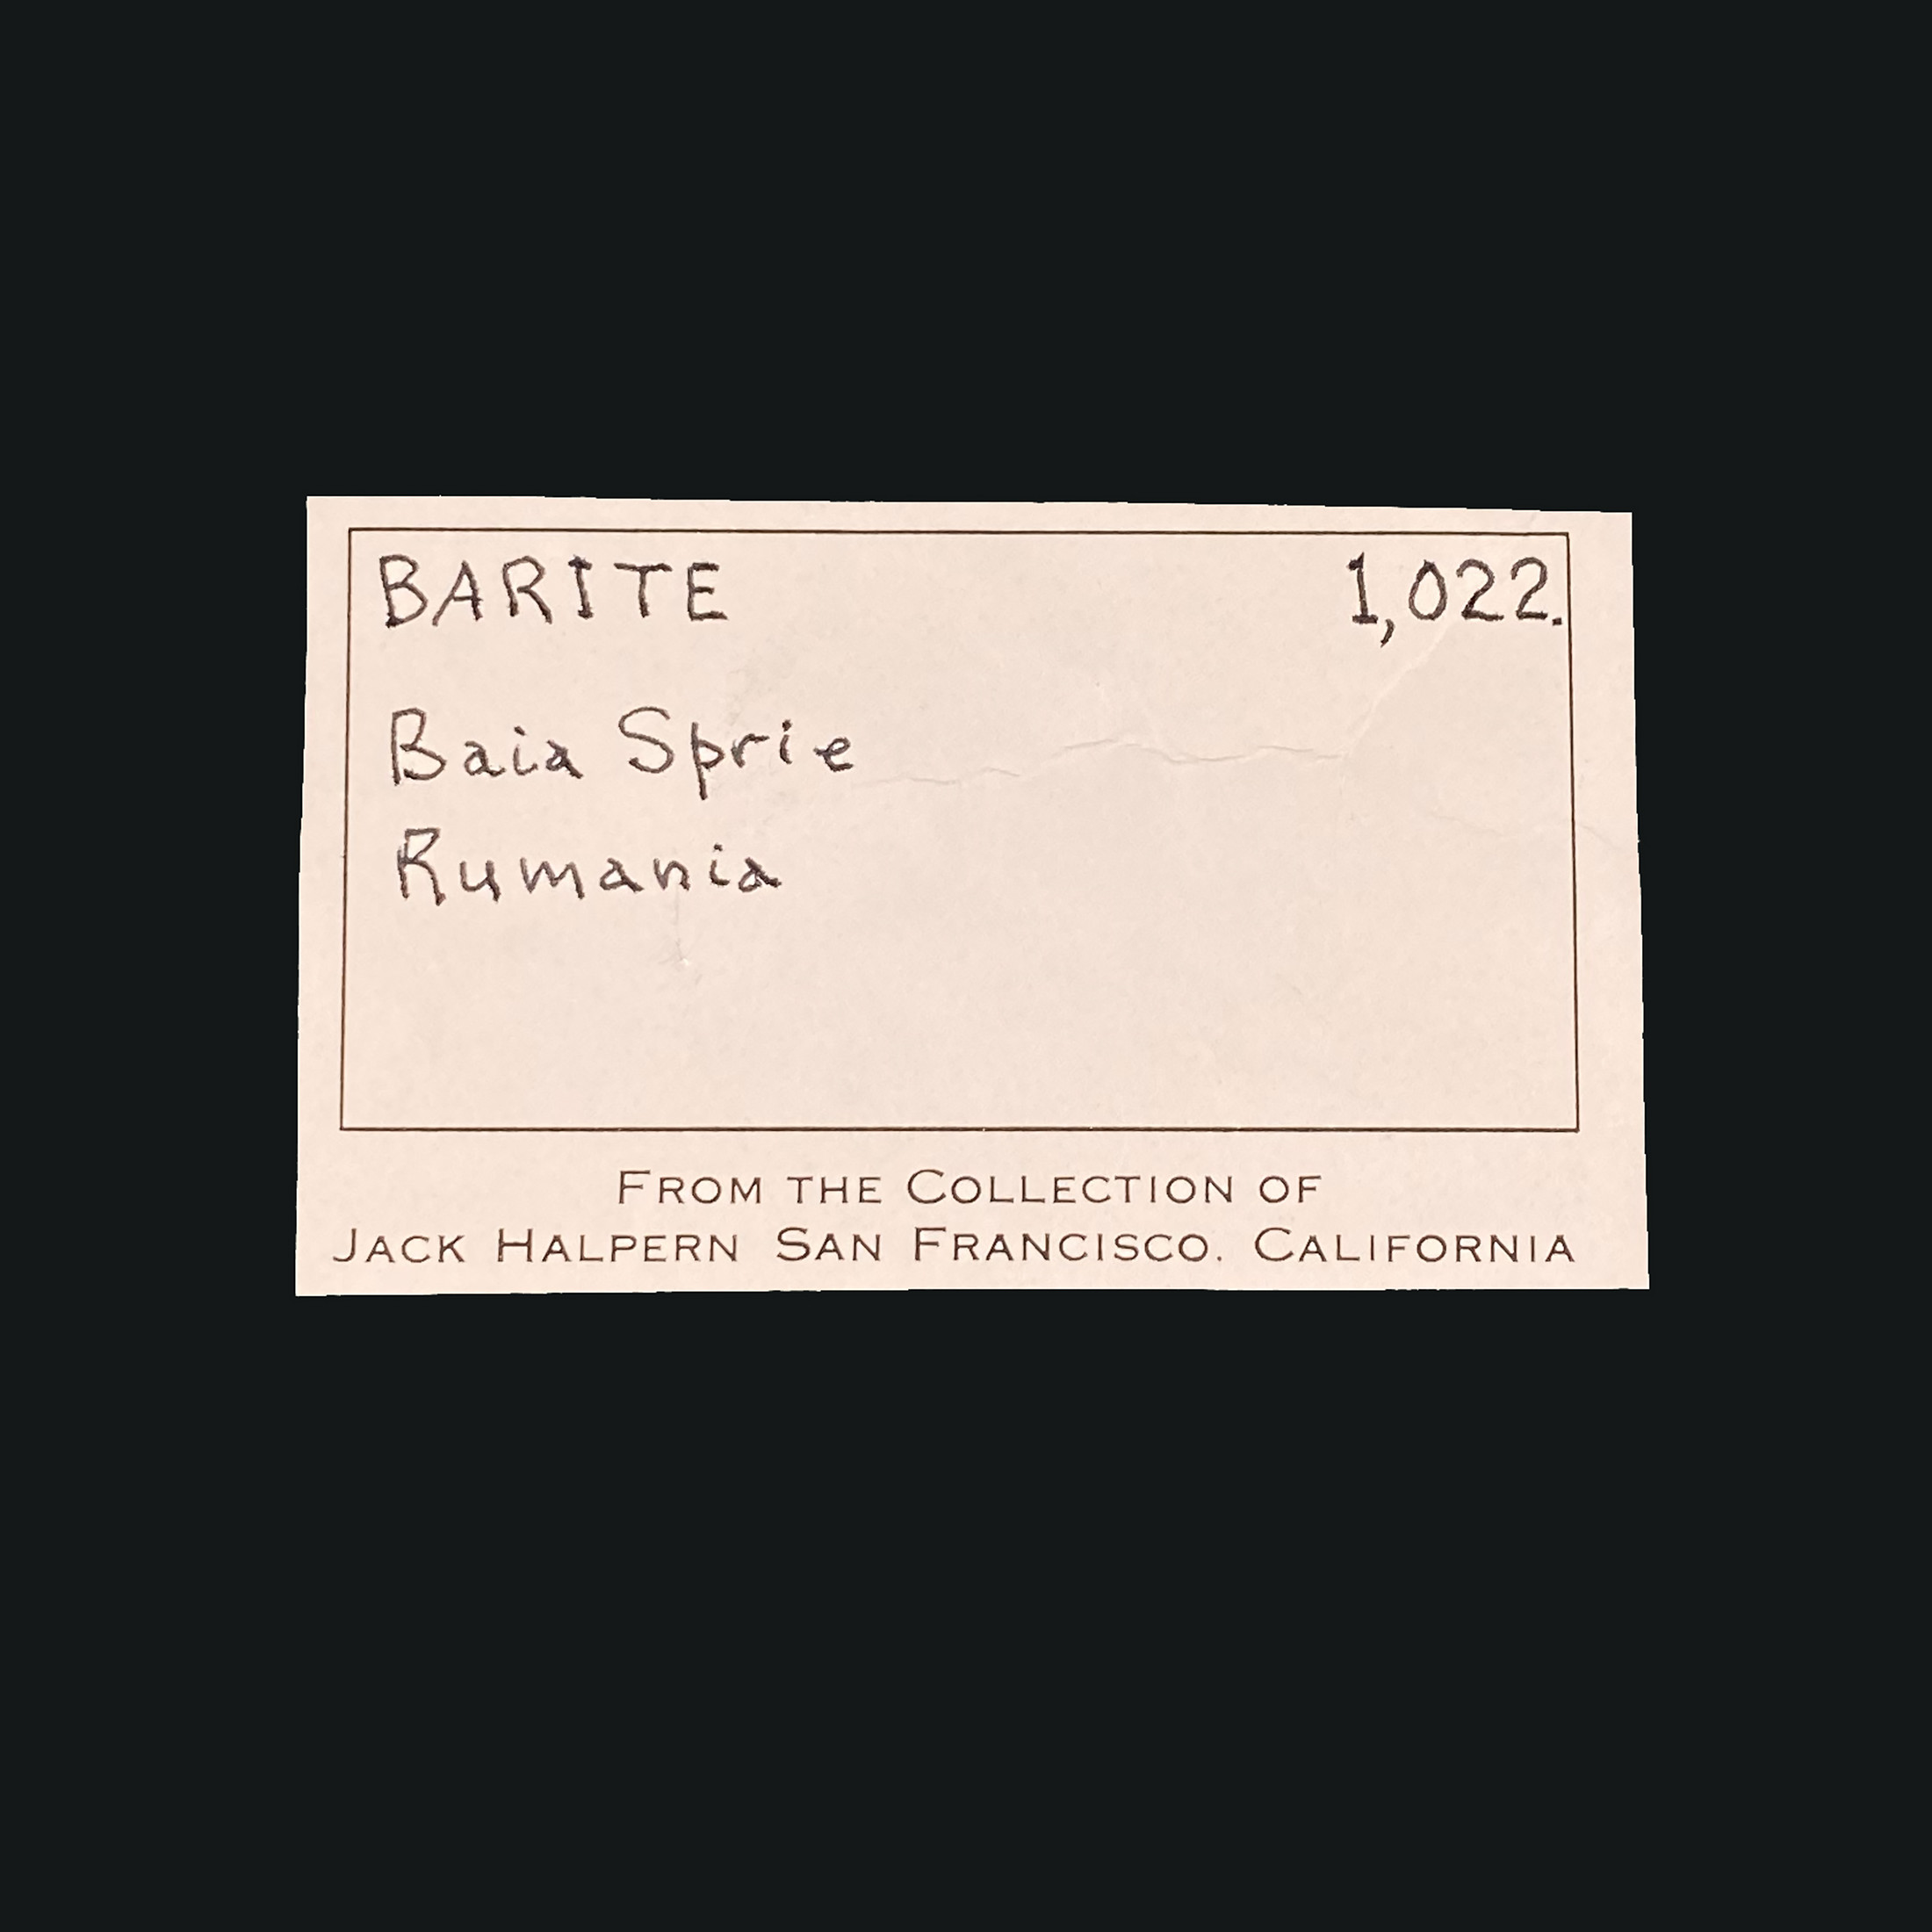 BARITE 1,022.
Baia Sprie
Rumania
FROM THE COLLECTION OF
JACK HALPERN SAN FRANCISCO. CALIFORNIA